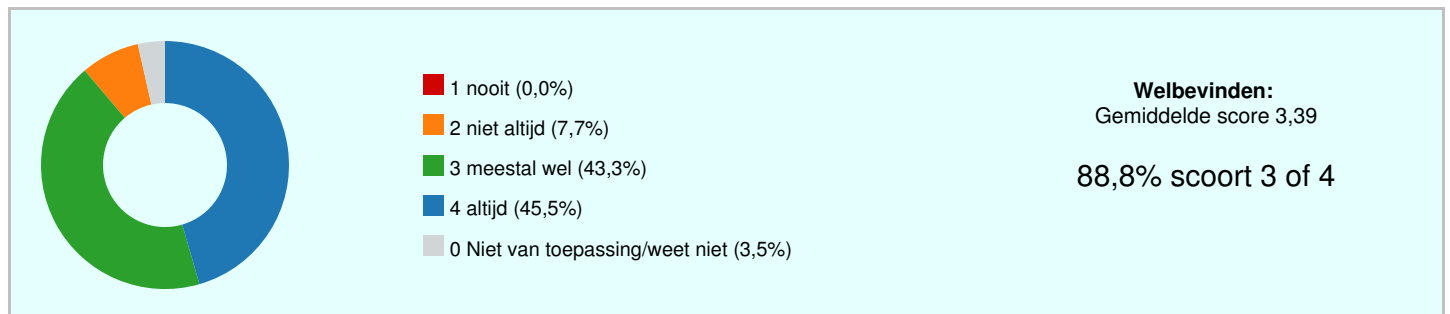 1 nooit (0,0%)
2 niet altijd (7,7%)
3 meestal wel (43,3%)
4 altijd (45,5%)
0 Niet van toepassing/weet niet (3,5%)
Welbevinden:
Gemiddelde score 3,39
88,8% scoort 3 of 4